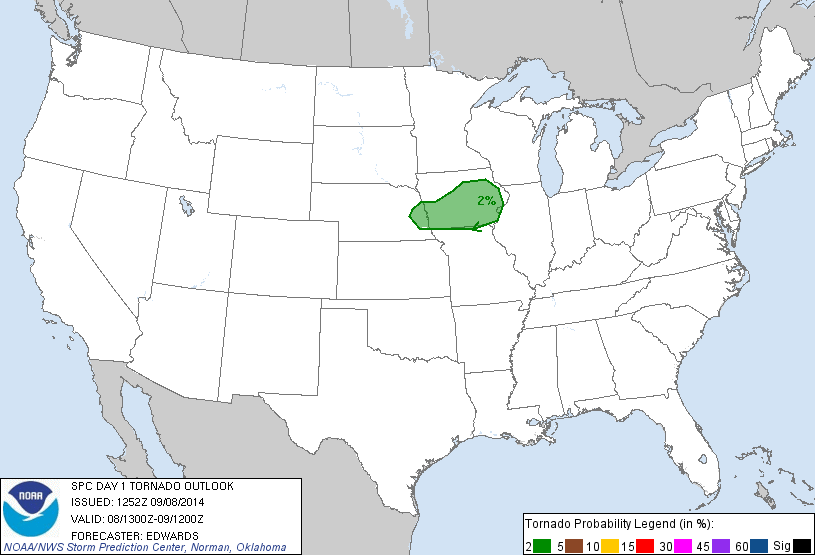 2%
NOAA
SPC DAY 1 TORNADO OUTLOOK
ISSUED: 1252Z 09/08/2014
VALID: 08/1300Z-09/1200Z
FORECASTER: EDWARDS
NOAA/NWS Storm Prediction Center, Norman, Oklahoma
Tornado Probability Legend (in %):
2 5 10 15 30 45 60 Sig